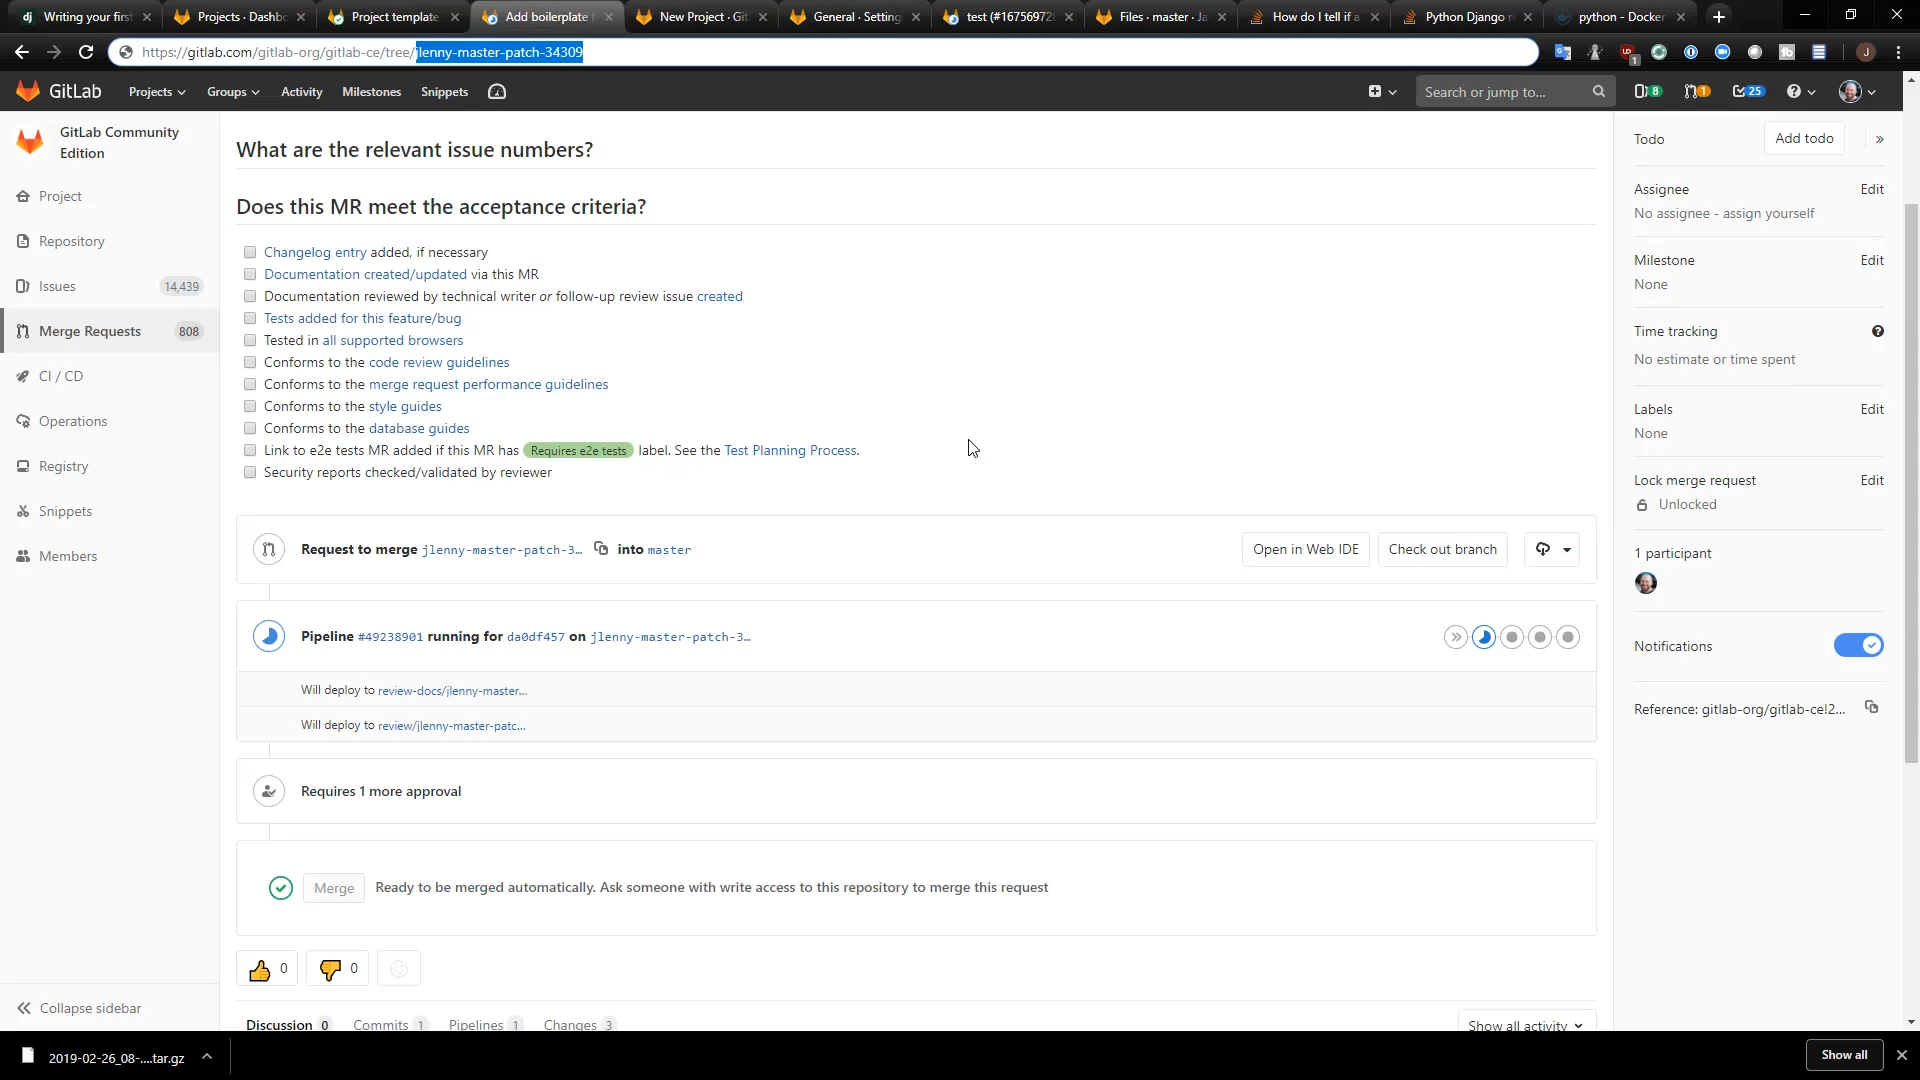 Writing your first
Projects · Dashbo
Project template
Add boilerplate f
New Project · Git
General · Setting
test (#16756972
Files · master · Ja
How do I tell if a
Python Django r
python - Docker
https://gitlab.com/gitlab-org/gitlab-ce/tree/jlenny-master-patch-34309
GitLab
Projects
Groups
Activity
Milestones
Snippets
Search or jump to...
8
1
25
GitLab Community
Edition
Project
Repository
Issues 14,439
Merge Requests 808
CI / CD
Operations
Registry
Snippets
Members
Collapse sidebar
What are the relevant issue numbers?
Does this MR meet the acceptance criteria?
Changelog entry added, if necessary
Documentation created/updated via this MR
Documentation reviewed by technical writer or follow-up review issue created
Tests added for this feature/bug
Tested in all supported browsers
Conforms to the code review guidelines
Conforms to the merge request performance guidelines
Conforms to the style guides
Conforms to the database guides
Link to e2e tests MR added if this MR has Requires e2e tests label. See the Test Planning Process.
Security reports checked/validated by reviewer
Request to merge jlenny-master-patch-3… into master
Open in Web IDE
Check out branch
Pipeline #49238901 running for da0df457 on jlenny-master-patch-3…
Will deploy to review-docs/jlenny-master...
Will deploy to review/jlenny-master-patc...
Requires 1 more approval
Merge
Ready to be merged automatically. Ask someone with write access to this repository to merge this request
0
0
Discussion 0
Commits 1
Pipelines 1
Changes 3
Show all activity
Todo
Add todo
Assignee
Edit
No assignee - assign yourself
Milestone
Edit
None
Time tracking
No estimate or time spent
Labels
Edit
None
Lock merge request
Edit
Unlocked
1 participant
Notifications
Reference: gitlab-org/gitlab-ce!2...
2019-02-26_08-....tar.gz
Show all